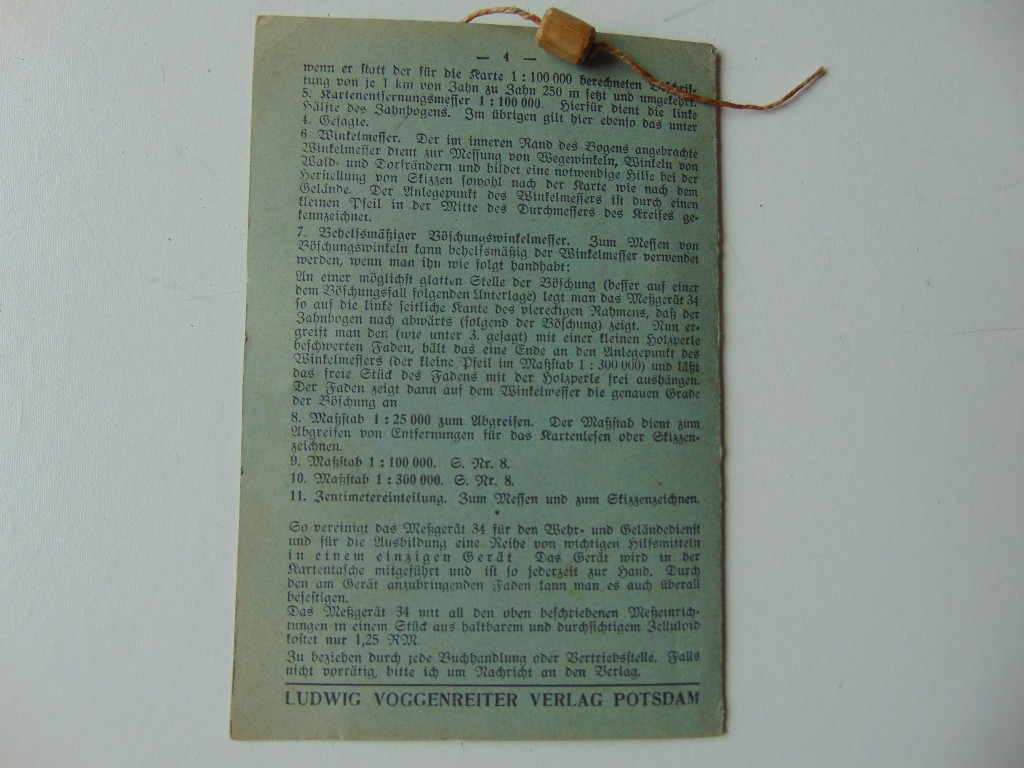 — 4 —
wenn er statt der für die Karte 1 : 100 000 berechneten
tung von je 1 km von Zahn zu Zahn 250 m setzt und umgekehrt.
5. Kartenentfernungsmesser 1 : 100 000. Hierfür dient die linke
Hälfte des Zahnbogens. Im übrigen gilt hier ebenso das unter
4. Gesagte.
6 Winkelmesser. Der im inneren Rand des Bogens angebrachte
Winkelmesser dient zur Messung von Wegewinkeln, Winkeln von
Wald- und Dorfrändern und bildet eine notwendige Hilfe bei der
Herstellung von Skizzen sowohl nach der Karte wie nach dem
Gelände. Der Anlegepunkt des Winkelmessers ist durch einen
kleinen Pfeil in der Mitte des Durchmessers des Kreises ge-
kennzeichnet.
7. Behelfsmäßiger Böschungswinkelmesser. Zum Messen von
Böschungswinkeln kann behelfsmäßig der Winkelmesser verwendet
werden, wenn man ihn wie folgt handhabt:
An einer möglichst glatten Stelle der Böschung (besser auf einer
dem Böschungsfall folgenden Unterlage) legt man das Meßgerät 34
so auf die linke seitliche Kante des viereckigen Rahmens, daß der
Zahnbogen nach abwärts (folgend der Böschung) zeigt. Nun er-
greift man den (wie unter 3. gesagt) mit einer kleinen Holzperle
beschwerten Faden, hält das eine Ende an den Anlegepunkt des
Winkelmessers (der kleine Pfeil im Maßstab 1 : 300 000) und läßt
das freie Stück des Fadens mit der Holzperle frei aushängen.
Der Faden zeigt dann auf dem Winkelmesser die genauen Grade
der Böschung an
8. Maßstab 1 : 25 000 zum Abgreifen. Der Maßstab dient zum
Abgreifen von Entfernungen für das Kartenlesen oder Skizzen-
zeichnen.
9. Maßstab 1 : 100 000. S. Nr. 8.
10. Maßstab 1 : 300 000. S. Nr. 8.
11. Zentimetereinteilung. Zum Messen und zum Skizzenzeichnen.
*
So vereinigt das Meßgerät 34 für den Wehr- und Geländedienst
und für die Ausbildung eine Reihe von wichtigen Hilfsmitteln
in einem einzigen Gerät Das Gerät wird in der
Kartentasche mitgeführt und ist so jederzeit zur Hand. Durch
den am Gerät anzubringenden Faden kann man es auch überall
befestigen.
Das Meßgerät 34 mit all den oben beschriebenen Meßeinrich-
tungen in einem Stück aus haltbarem und durchsichtigem Zelluloid
kostet nur 1,25 RM.
Zu beziehen durch jede Buchhandlung oder Vertriebsstelle. Falls
nicht vorrätig, bitte ich um Nachricht an den Verlag.
LUDWIG VOGGENREITER VERLAG POTSDAM